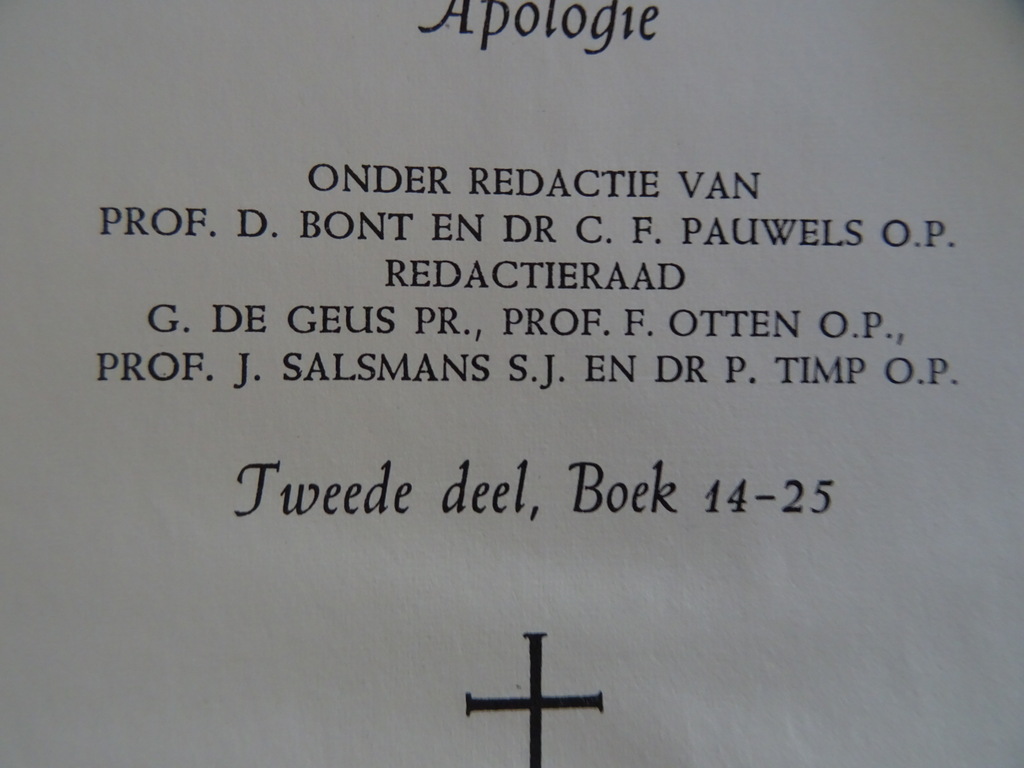 Apologie
ONDER REDACTIE VAN
PROF. D. BONT EN DR C. F. PAUWELS O.P.
REDACTIERAAD
G. DE GEUS PR., PROF. F. OTTEN O.P.,
PROF. J. SALSMANS S.J. EN DR P. TIMP O.P.
Tweede deel, Boek 14-25